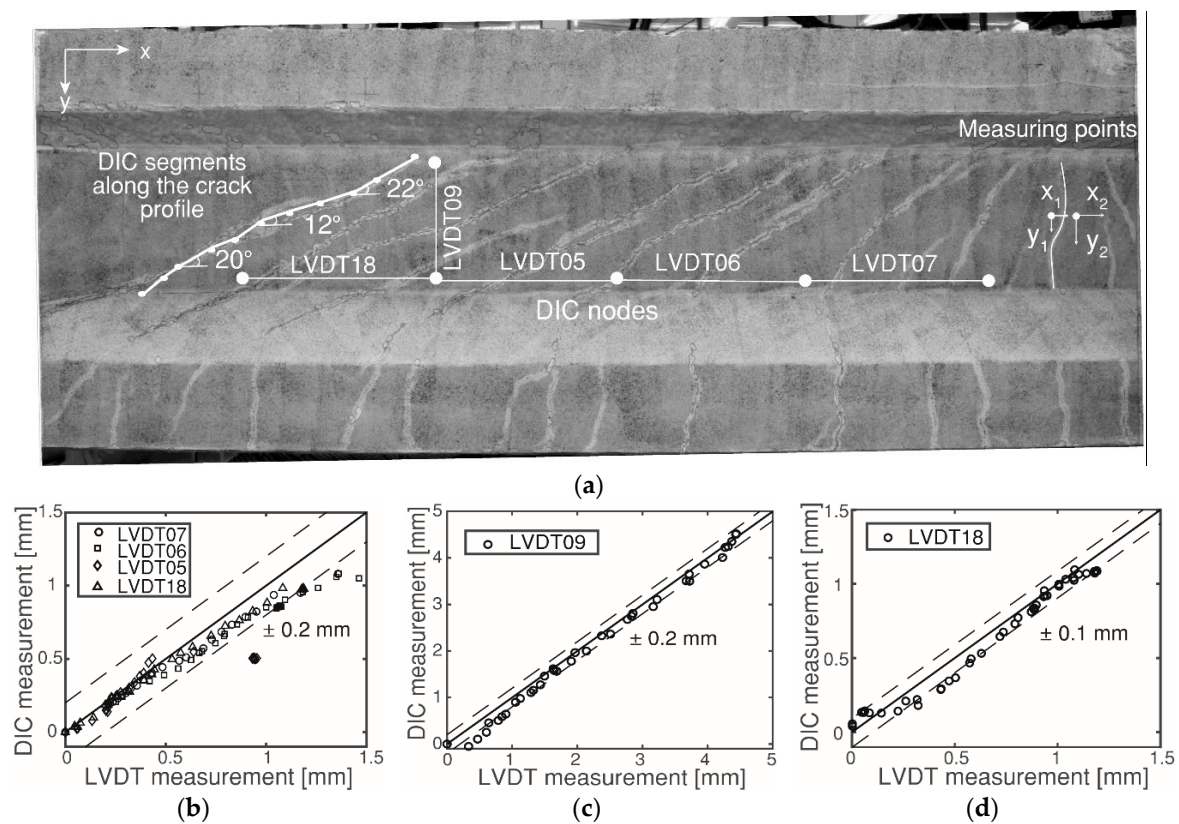 x
y
Measuring points
DIC segments
along the crack
profile
22°
12°
20°
LVDT09
LVDT18
LVDT05
LVDT06
LVDT07
x1 x2
y1 y2
DIC nodes
(a)
1.5
1
0.5
0
DIC measurement [mm]
LVDT07
LVDT06
LVDT05
LVDT18
± 0.2 mm
0 0.5 1 1.5
LVDT measurement [mm]
(b)
5
4
3
2
1
0
DIC measurement [mm]
LVDT09
± 0.2 mm
0 1 2 3 4 5
LVDT measurement [mm]
(c)
1.5
1
0.5
0
DIC measurement [mm]
LVDT18
± 0.1 mm
0 0.5 1 1.5
LVDT measurement [mm]
(d)